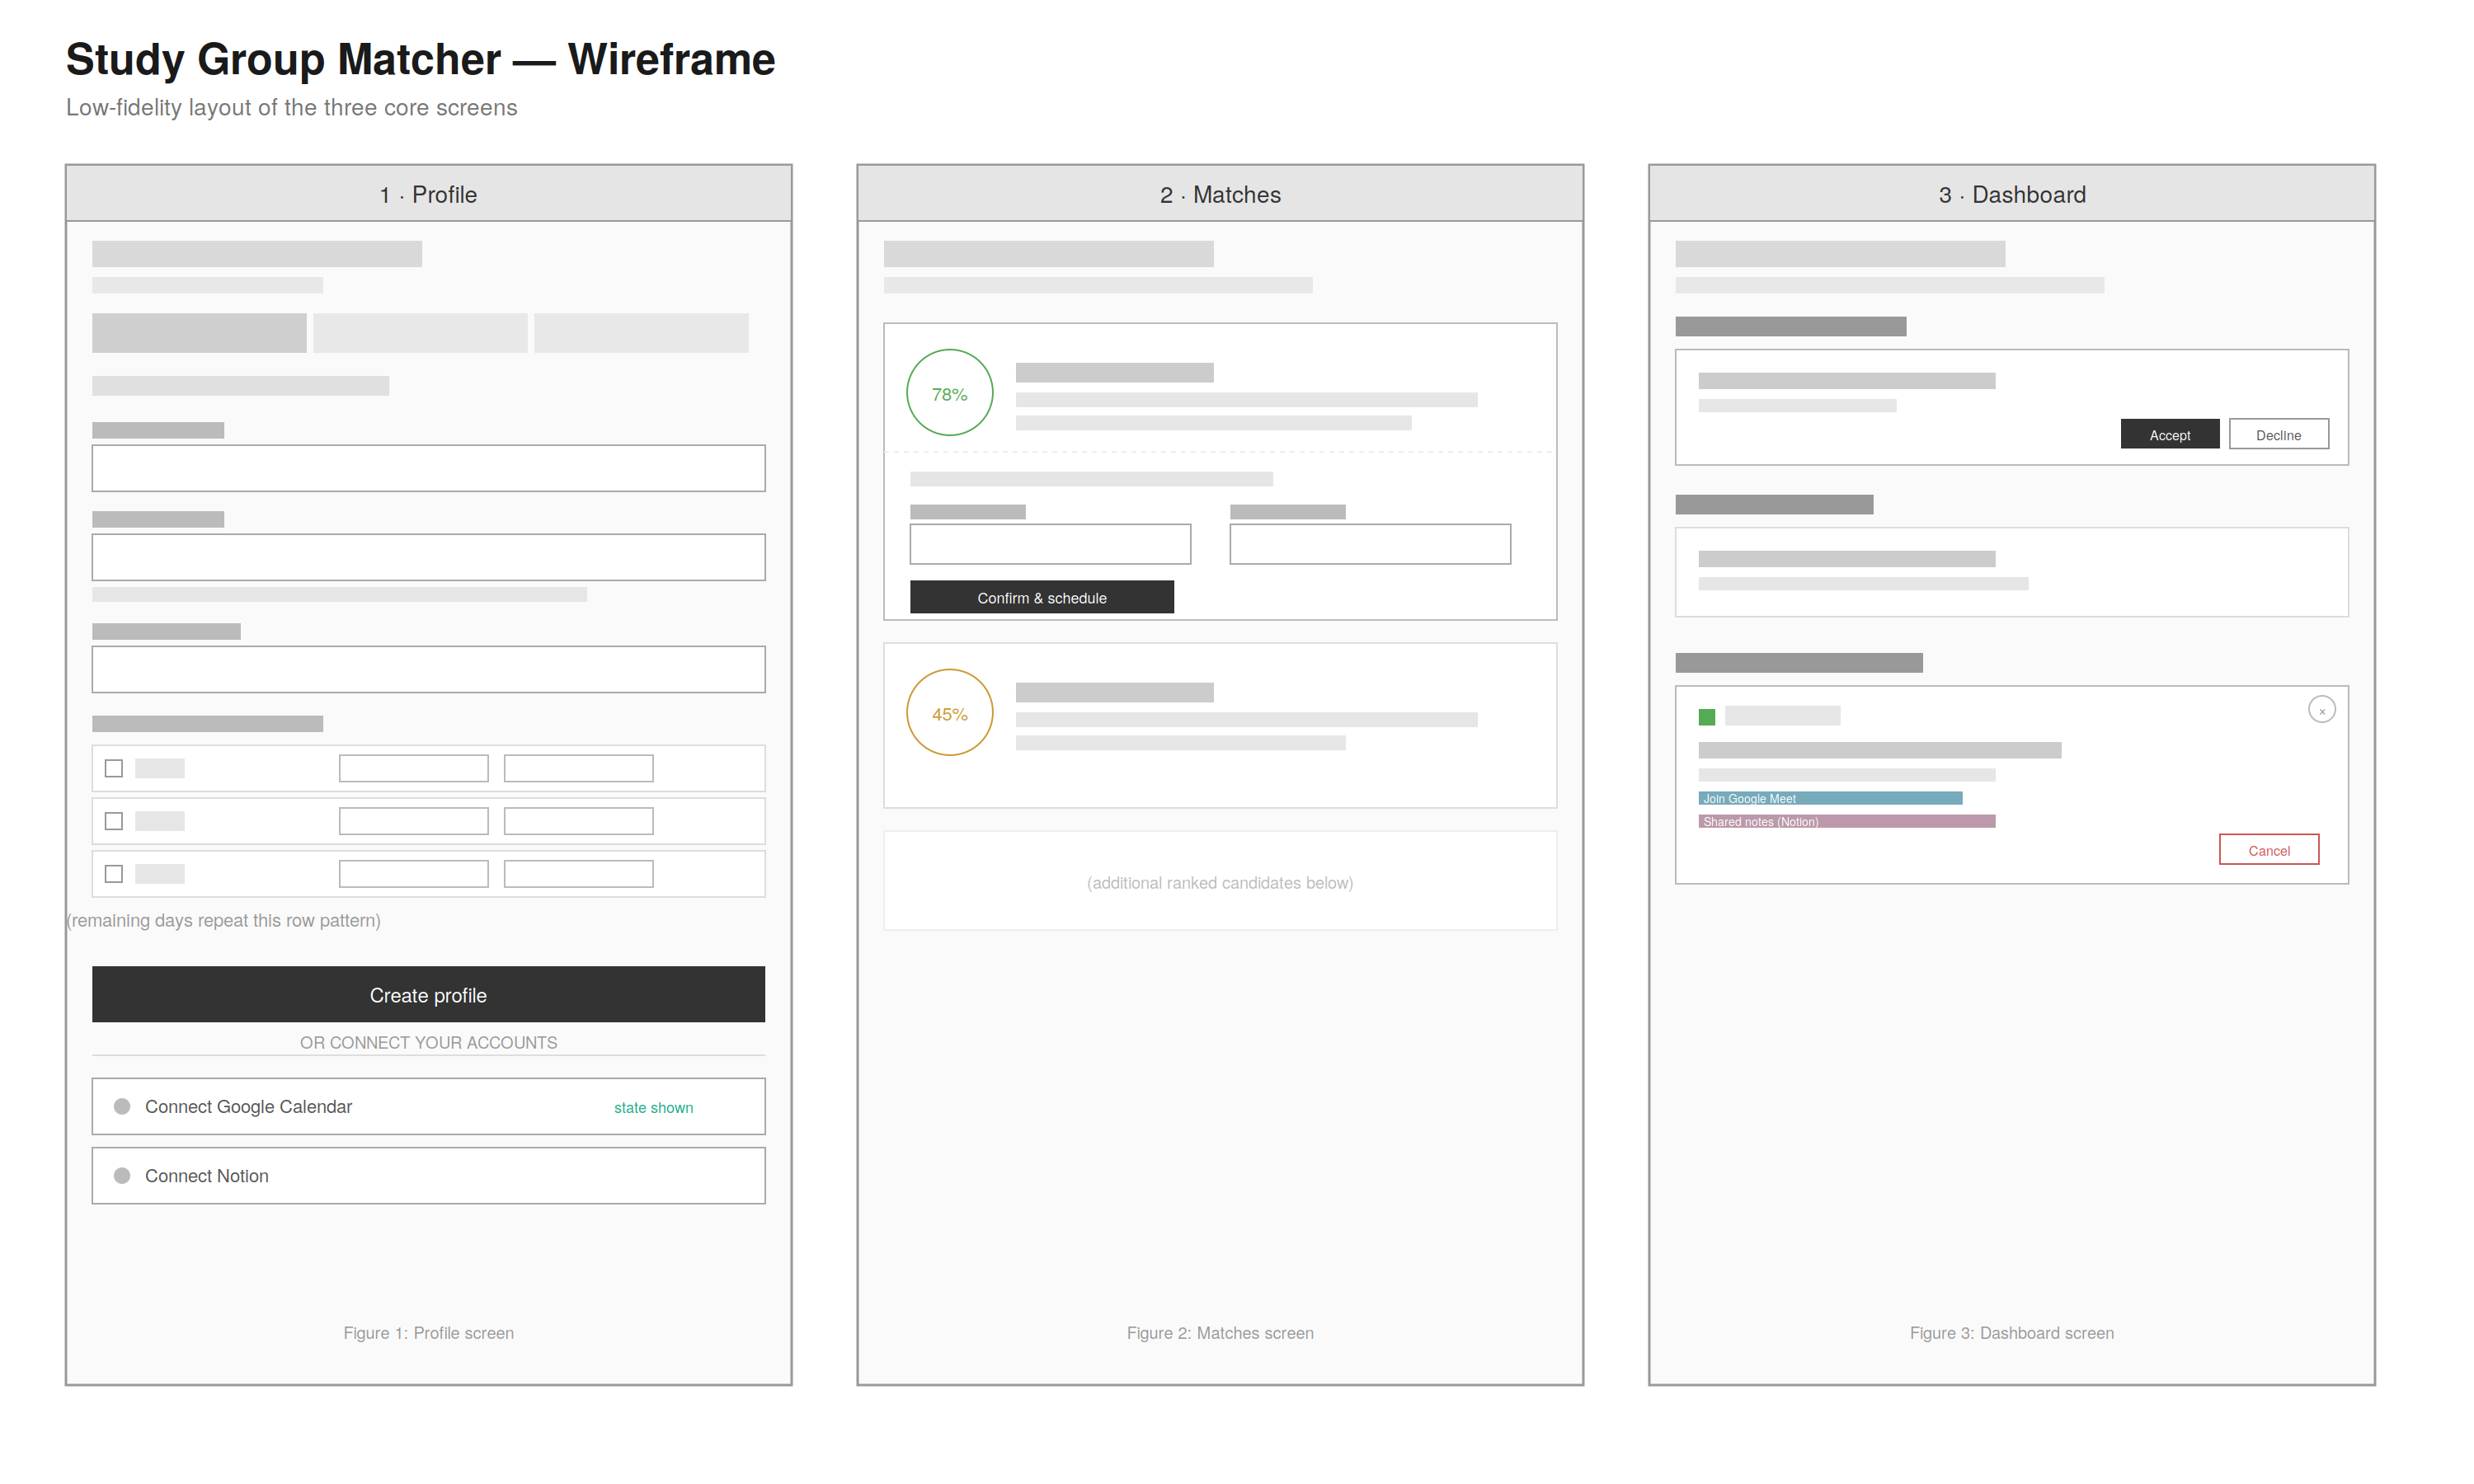 Study Group Matcher — Wireframe
Low-fidelity layout of the three core screens
1 · Profile
(remaining days repeat this row pattern)
Create profile
OR CONNECT YOUR ACCOUNTS
Connect Google Calendar
state shown
Connect Notion
Figure 1: Profile screen
2 · Matches
78%
Confirm & schedule
45%
(additional ranked candidates below)
Figure 2: Matches screen
3 · Dashboard
Accept
Decline
×
Join Google Meet
Shared notes (Notion)
Cancel
Figure 3: Dashboard screen